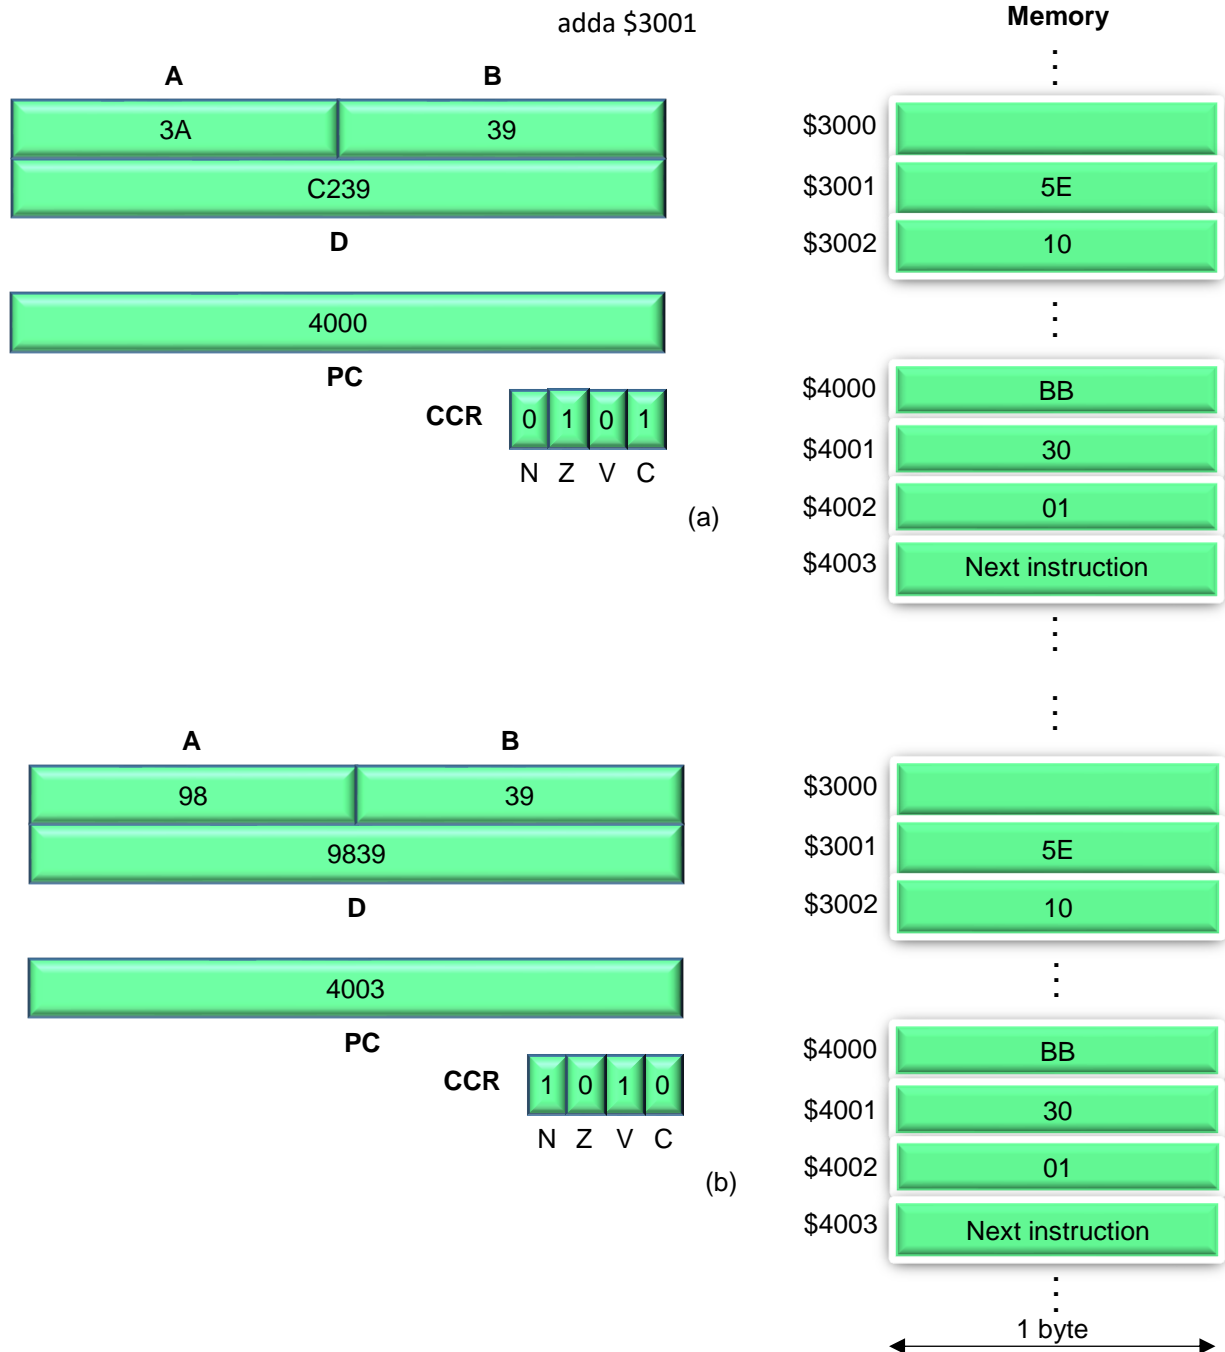 adda $3001
Memory
A B
$3000
3A 39
$3001 5E
C239
$3002 10
D
4000
PC
$4000 BB
CCR 0 1 0 1
$4001 30
N Z V C
$4002 01
(a)
$4003 Next instruction
A B
$3000
98 39
$3001 5E
9839
$3002 10
D
4003
PC
$4000 BB
CCR 1 0 1 0
$4001 30
N Z V C
$4002 01
(b)
$4003 Next instruction
1 byte